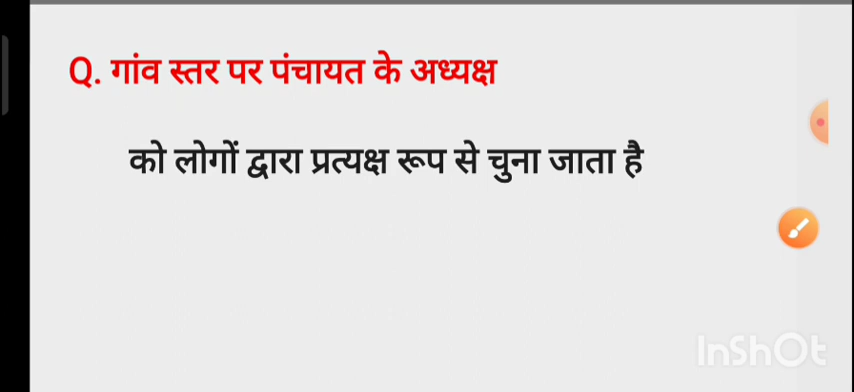 Q. गांव स्तर पर पंचायत के अध्यक्ष
को लोगों द्वारा प्रत्यक्ष रूप से चुना जाता है
InShOt